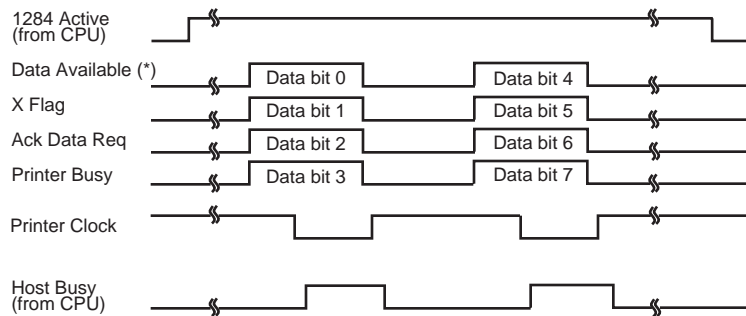 1284 Active
(from CPU)
Data Available (*)
Data bit 0
Data bit 4
X Flag
Data bit 1
Data bit 5
Ack Data Req
Data bit 2
Data bit 6
Printer Busy
Data bit 3
Data bit 7
Printer Clock
Host Busy
(from CPU)